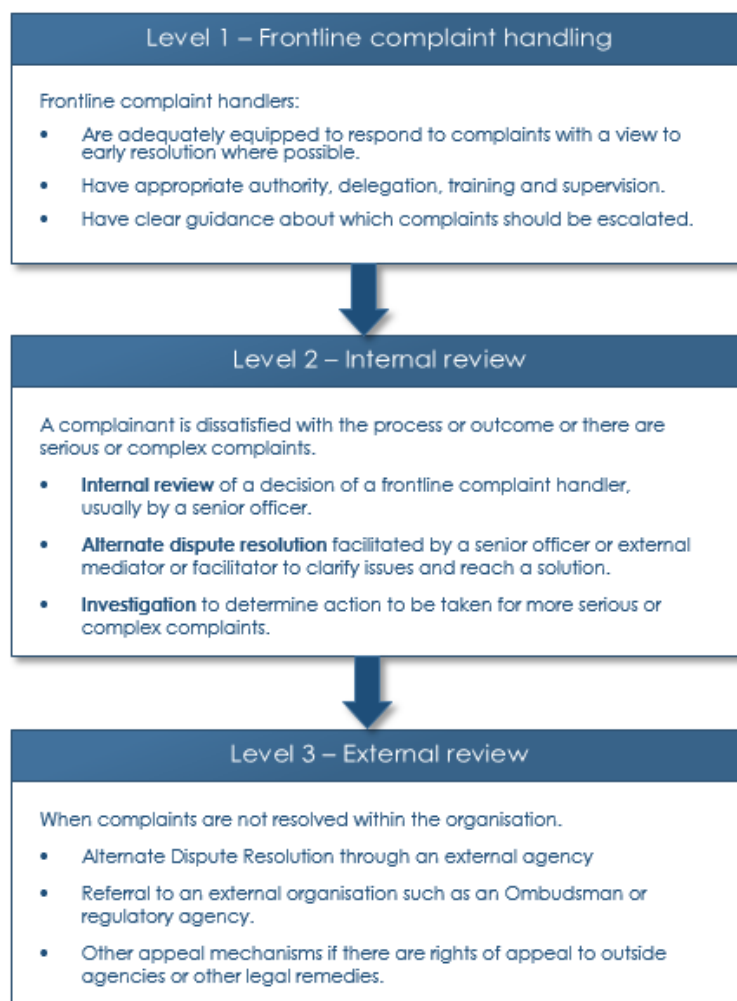 Level 1 – Frontline complaint handling
Frontline complaint handlers:
• Are adequately equipped to respond to complaints with a view to
early resolution where possible.
• Have appropriate authority, delegation, training and supervision.
• Have clear guidance about which complaints should be escalated.
Level 2 – Internal review
A complainant is dissatisfied with the process or outcome or there are
serious or complex complaints.
• Internal review of a decision of a frontline complaint handler,
usually by a senior officer.
• Alternate dispute resolution facilitated by a senior officer or external
mediator or facilitator to clarify issues and reach a solution.
• Investigation to determine action to be taken for more serious or
complex complaints.
Level 3 – External review
When complaints are not resolved within the organisation.
• Alternate Dispute Resolution through an external agency
• Referral to an external organisation such as an Ombudsman or
regulatory agency.
• Other appeal mechanisms if there are rights of appeal to outside
agencies or other legal remedies.